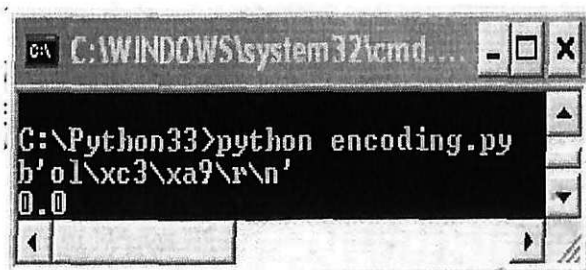 C:\WINDOWS\system32\cmd....
C:\Python33>python encoding.py
b'ol\xc3\xa9\r\n'
0.0